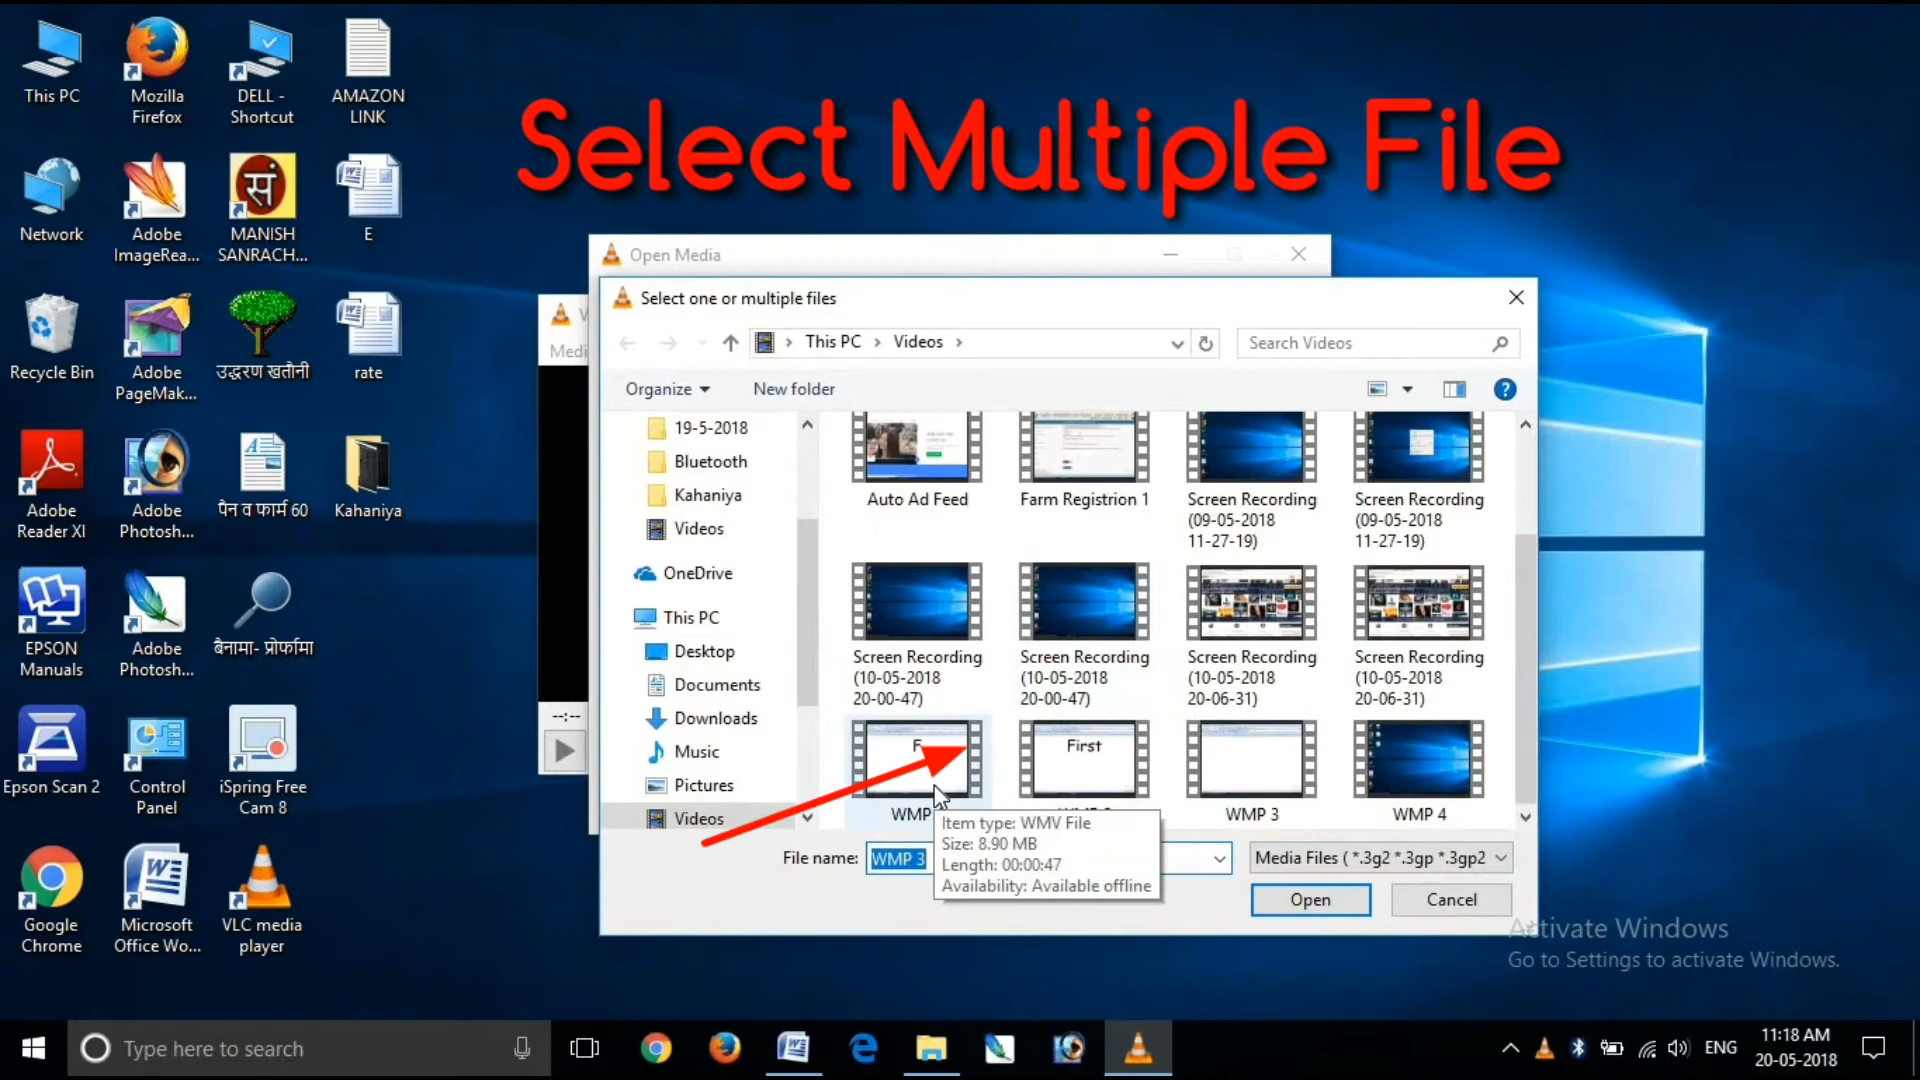 This PC
Mozilla
Firefox
DELL -
Shortcut
AMAZON
LINK
Select Multiple File
Network
Adobe
ImageRea...
सं
MANISH
SANRACH...
E
Recycle Bin
Adobe
PageMak...
उद्धरण खतौनी
rate
Adobe
Reader XI
Adobe
Photosh...
पैन व फार्म 60
Kahaniya
EPSON
Manuals
Adobe
Photosh...
बैनामा- प्रोर्फामा
Epson Scan 2
Control
Panel
iSpring Free
Cam 8
Google
Chrome
Microsoft
Office Wo...
VLC media
player
Open Media
Medi
--:--
Select one or multiple files
This PC
Videos
Search Videos
Organize
New folder
19-5-2018
Bluetooth
Kahaniya
Videos
OneDrive
This PC
Desktop
Documents
Downloads
Music
Pictures
Videos
Auto Ad Feed
Farm Registrion 1
Screen Recording
(09-05-2018
11-27-19)
Screen Recording
(09-05-2018
11-27-19)
Screen Recording
(10-05-2018
20-00-47)
Screen Recording
(10-05-2018
20-00-47)
Screen Recording
(10-05-2018
20-06-31)
Screen Recording
(10-05-2018
20-06-31)
First
WMP
WMP 3
WMP 4
Item type: WMV File
Size: 8.90 MB
Length: 00:00:47
Availability: Available offline
File name:
WMP 3
Media Files ( *.3g2 *.3gp *.3gp2
Open
Cancel
Activate Windows
Go to Settings to activate Windows.
Type here to search
ENG
11:18 AM
20-05-2018